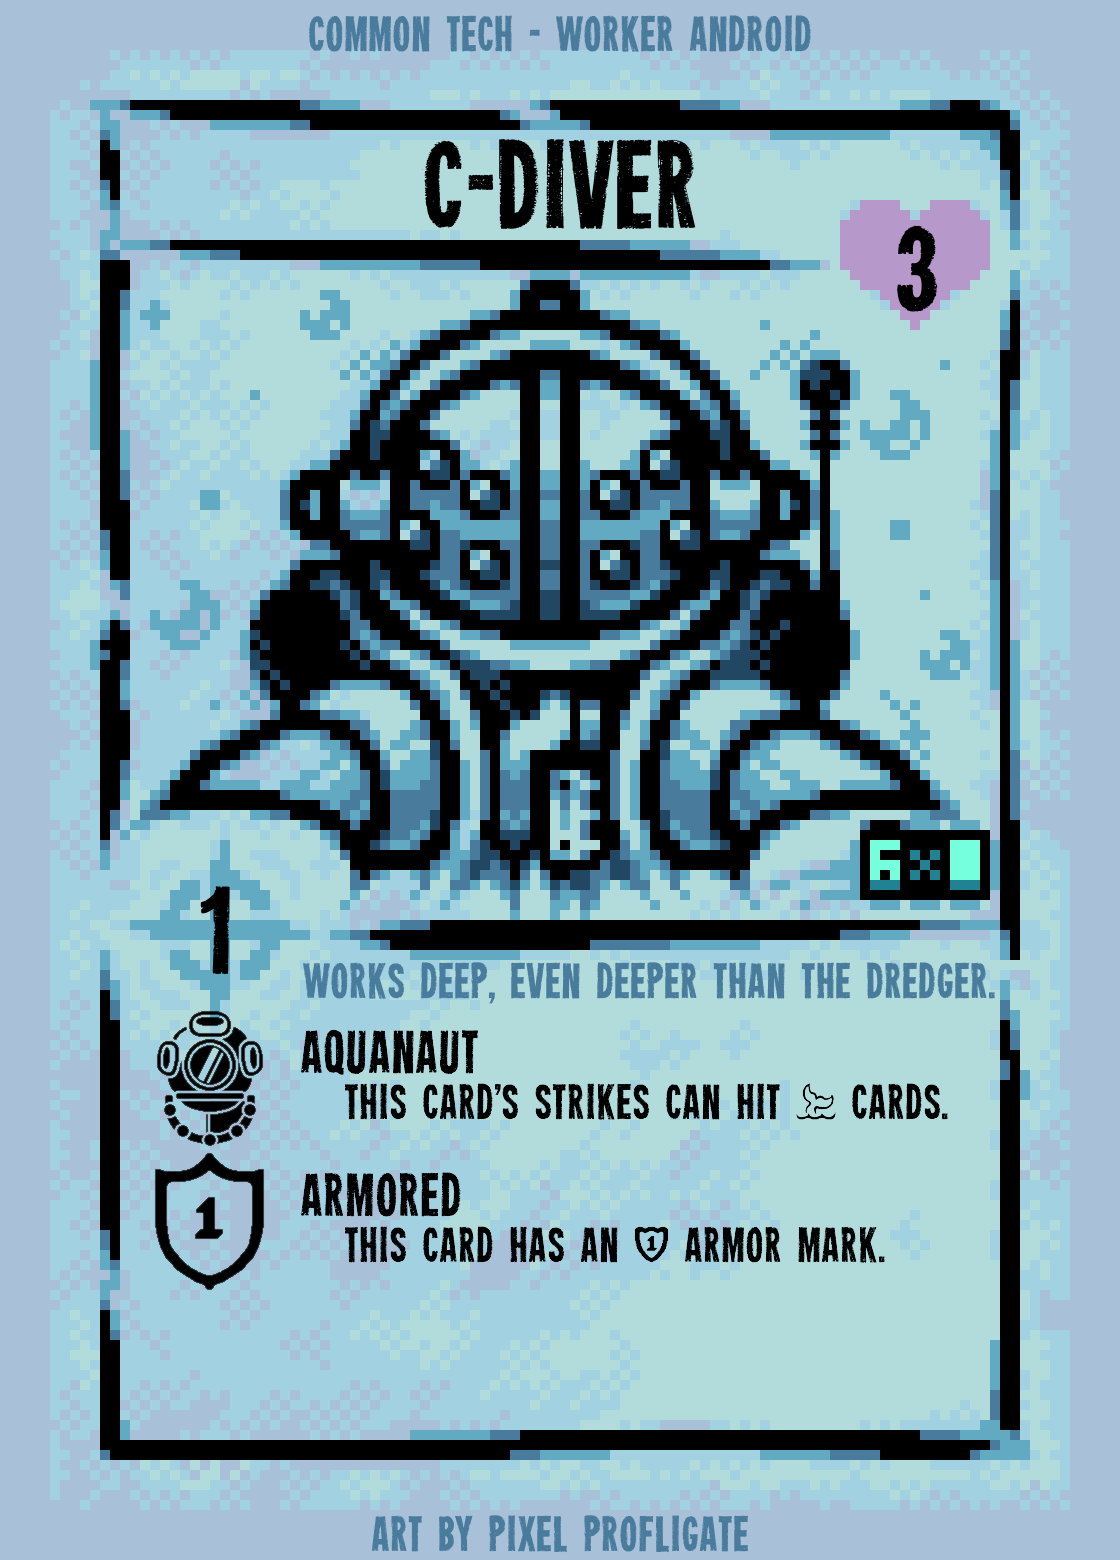 COMMON TECH - WORKER ANDROID
C-DIVER
3
6 x
1
WORKS DEEP, EVEN DEEPER THAN THE DREDGER.
AQUANAUT
THIS CARD'S STRIKES CAN HIT CARDS.
1
ARMORED
THIS CARD HAS AN 1 ARMOR MARK.
ART BY PIXEL PROFLIGATE